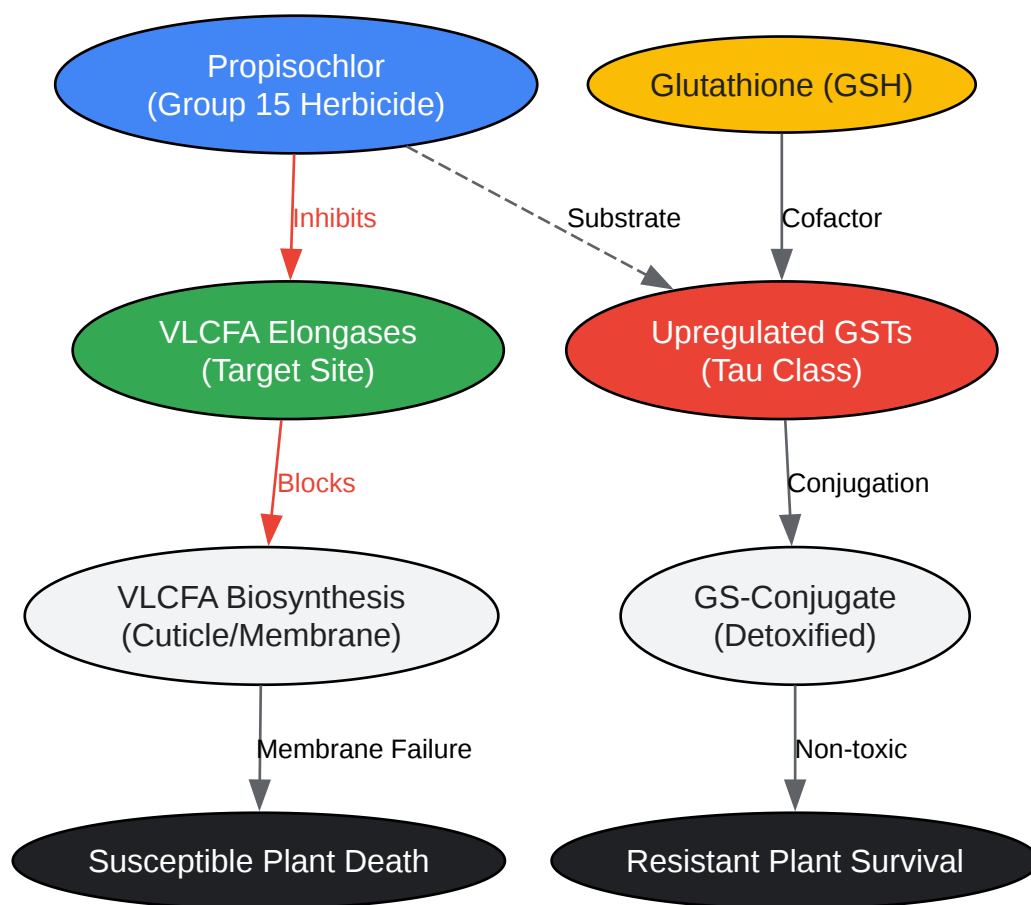 Propisochlor
(Group 15 Herbicide)
Glutathione (GSH)
Inhibits
Substrate
Cofactor
VLCFA Elongases
(Target Site)
Upregulated GSTs
(Tau Class)
Blocks
Conjugation
VLCFA Biosynthesis
(Cuticle/Membrane)
GS-Conjugate
(Detoxified)
Membrane Failure
Non-toxic
Susceptible Plant Death
Resistant Plant Survival